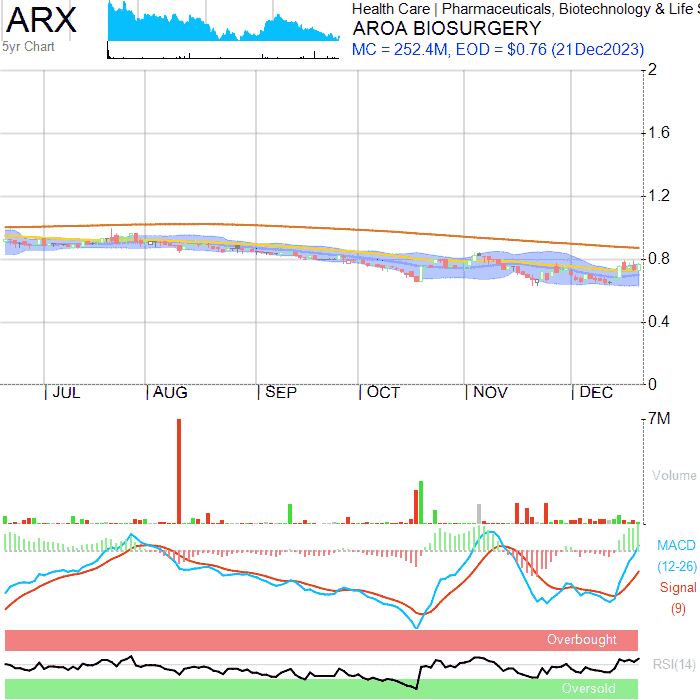 ARX
5yr Chart
Health Care | Pharmaceuticals, Biotechnology & Life S
AROA BIOSURGERY
MC = 252.4M, EOD = $0.76 (21Dec2023)
2
1.6
1.2
0.8
0.4
0
JUL AUG SEP OCT NOV DEC
7M
Volume
MACD
(12-26)
Signal
(9)
Overbought
RSI(14)
Oversold